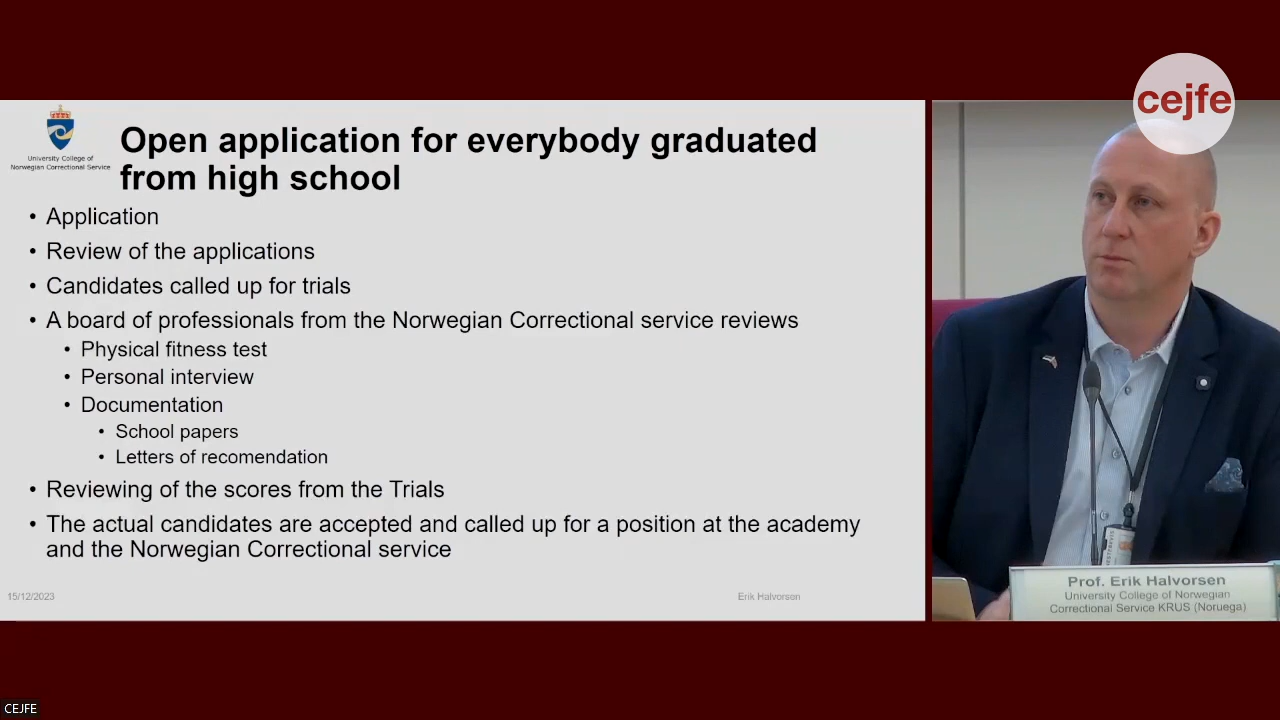 cejfe
University College of
Norwegian Correctional Service
Open application for everybody graduated
from high school
• Application
• Review of the applications
• Candidates called up for trials
• A board of professionals from the Norwegian Correctional service reviews
• Physical fitness test
• Personal interview
• Documentation
• School papers
• Letters of recomendation
• Reviewing of the scores from the Trials
• The actual candidates are accepted and called up for a position at the academy
and the Norwegian Correctional service
15/12/2023
Erik Halvorsen
Prof. Erik Halvorsen
University College of Norwegian
Correctional Service KRUS (Noruega)
CEJFE